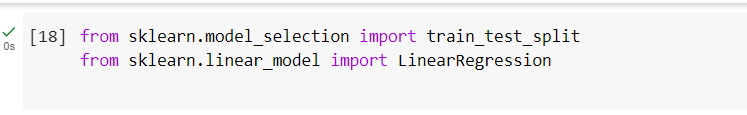 [18] from sklearn.model_selection import train_test_split
0s from sklearn.linear_model import LinearRegression